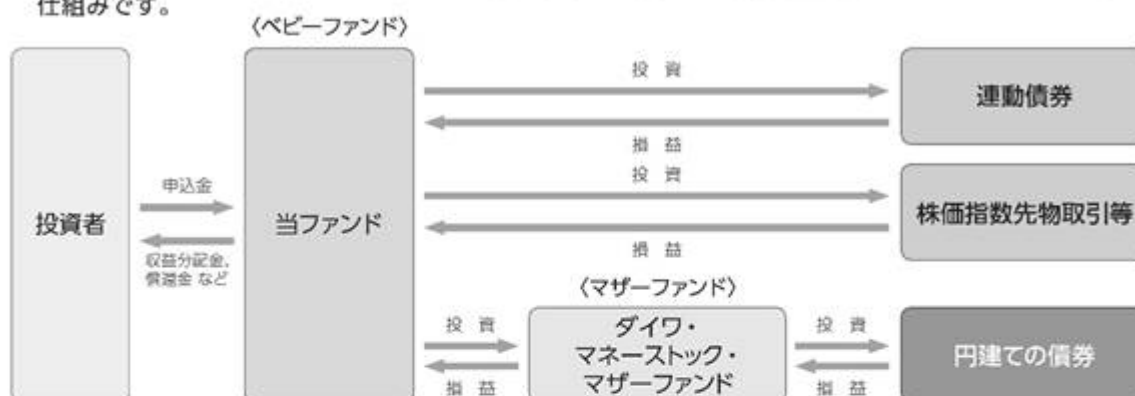 仕組みです。
〈ベビーファンド〉
投資者
申込金
収益分配金、
償還金 など
当ファンド
投 資
損 益
連動債券
投 資
損 益
株価指数先物取引等
〈マザーファンド〉
投 資
損 益
ダイワ・
マネーストック・
マザーファンド
投 資
損 益
円建ての債券